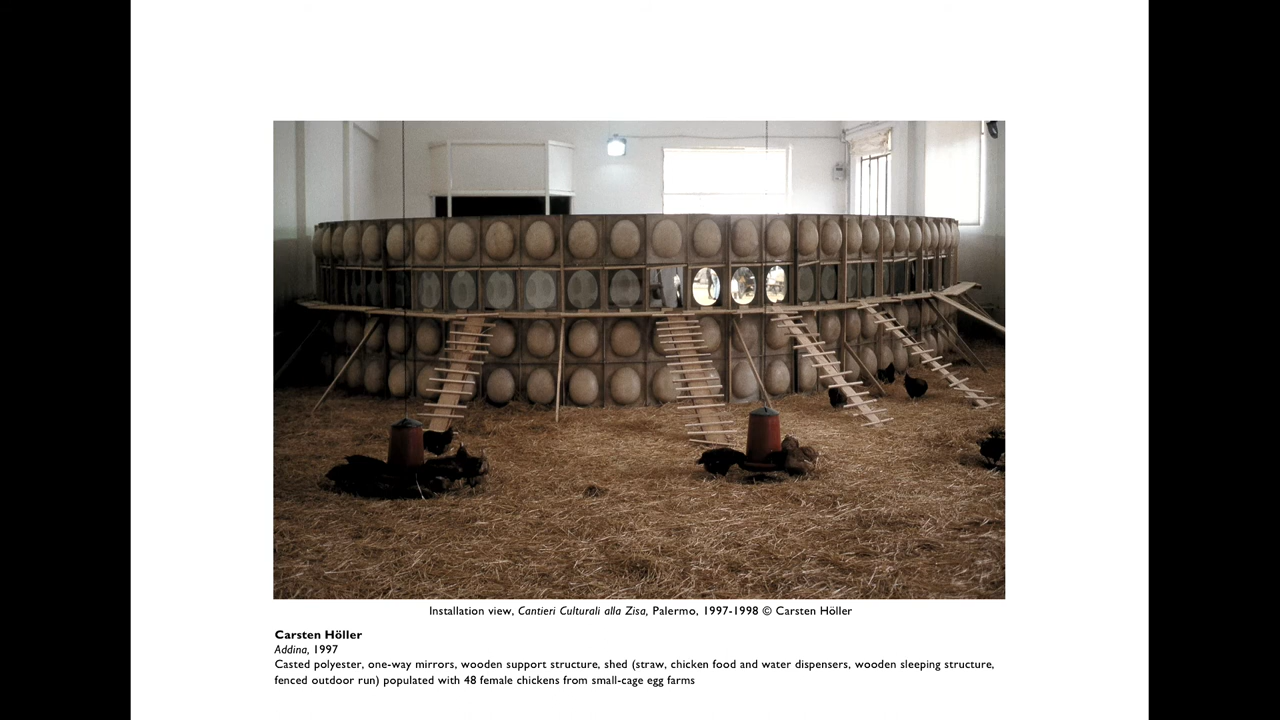 Installation view, Cantieri Culturali alla Zisa, Palermo, 1997-1998 © Carsten Höller
Carsten Höller
Addina, 1997
Casted polyester, one-way mirrors, wooden support structure, shed (straw, chicken food and water dispensers, wooden sleeping structure,
fenced outdoor run) populated with 48 female chickens from small-cage egg farms